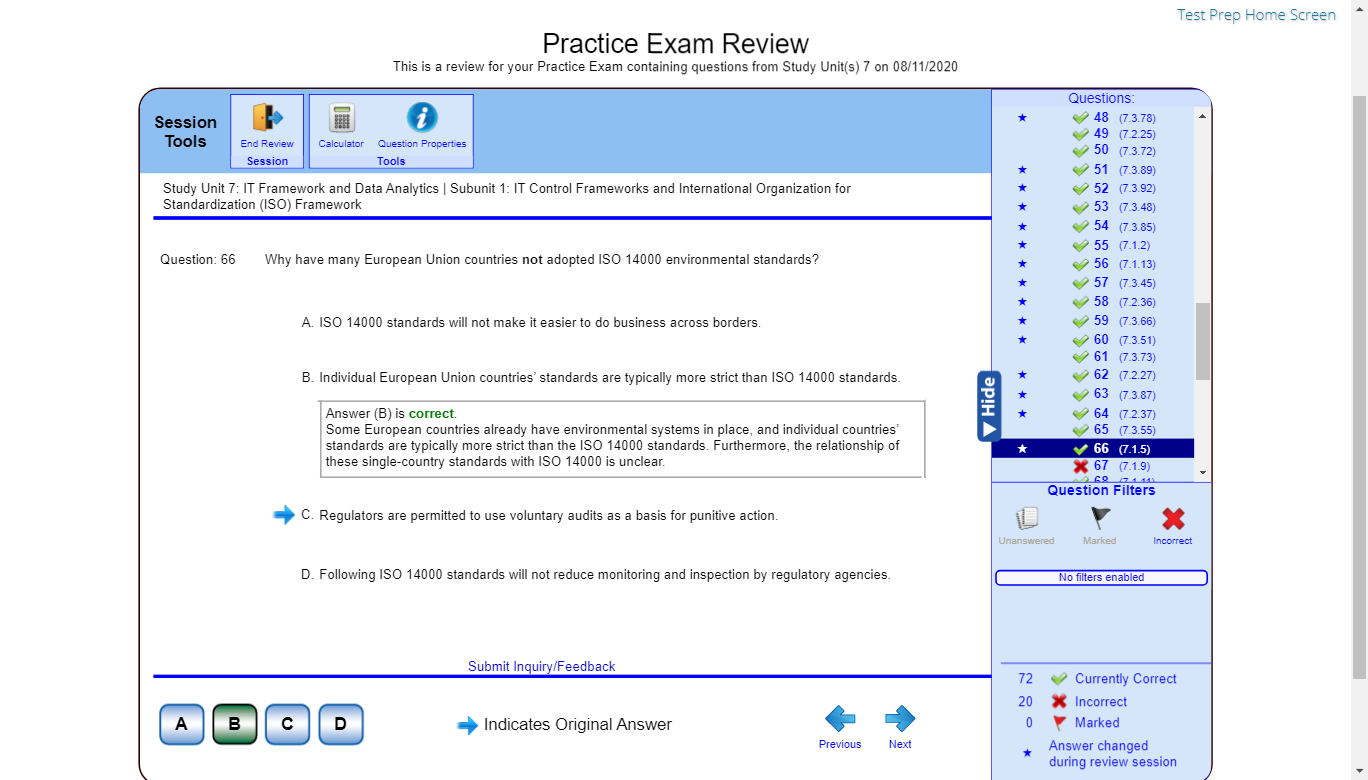 Test Prep Home Screen
Practice Exam Review
This is a review for your Practice Exam containing questions from Study Unit(s) 7 on 08/11/2020
Session Tools
End Review
Session
Calculator
Question Properties
Tools
Study Unit 7: IT Framework and Data Analytics | Subunit 1: IT Control Frameworks and International Organization for
Standardization (ISO) Framework
Question: 66
Why have many European Union countries not adopted ISO 14000 environmental standards?
A. ISO 14000 standards will not make it easier to do business across borders.
B. Individual European Union countries' standards are typically more strict than ISO 14000 standards.
Answer (B) is correct.
Some European countries already have environmental systems in place, and individual countries'
standards are typically more strict than the ISO 14000 standards. Furthermore, the relationship of
these single-country standards with ISO 14000 is unclear.
C. Regulators are permitted to use voluntary audits as a basis for punitive action.
D. Following ISO 14000 standards will not reduce monitoring and inspection by regulatory agencies.
Submit Inquiry/Feedback
A B C D
Indicates Original Answer
Previous
Next
Hide
Questions:
48 (7.3.78)
49 (7.2.25)
50 (7.3.72)
51 (7.3.89)
52 (7.3.92)
53 (7.3.48)
54 (7.3.85)
55 (7.1.2)
56 (7.1.13)
57 (7.3.45)
58 (7.2.36)
59 (7.3.66)
60 (7.3.51)
61 (7.3.73)
62 (7.2.27)
63 (7.3.87)
64 (7.2.37)
65 (7.3.55)
66 (7.1.5)
67 (7.1.9)
68 (7.1.11)
Question Filters
Unanswered
Marked
Incorrect
No filters enabled
72 Currently Correct
20 Incorrect
0 Marked
Answer changed
during review session